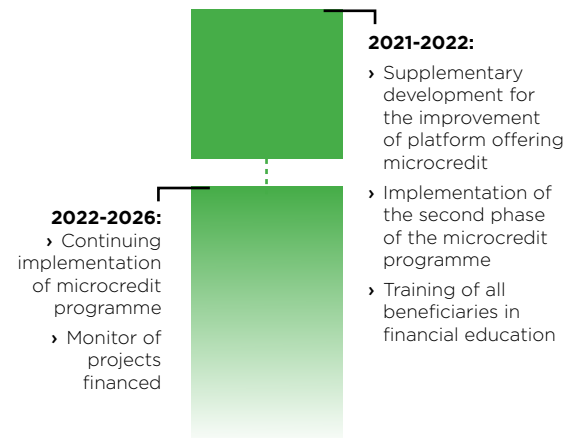 2021-2022:
› Supplementary
development for
the improvement
of platform offering
microcredit
› Implementation of
the second phase
of the microcredit
programme
› Training of all
beneficiaries in
financial education
2022-2026:
› Continuing
implementation
of microcredit
programme
› Monitor of
projects
financed